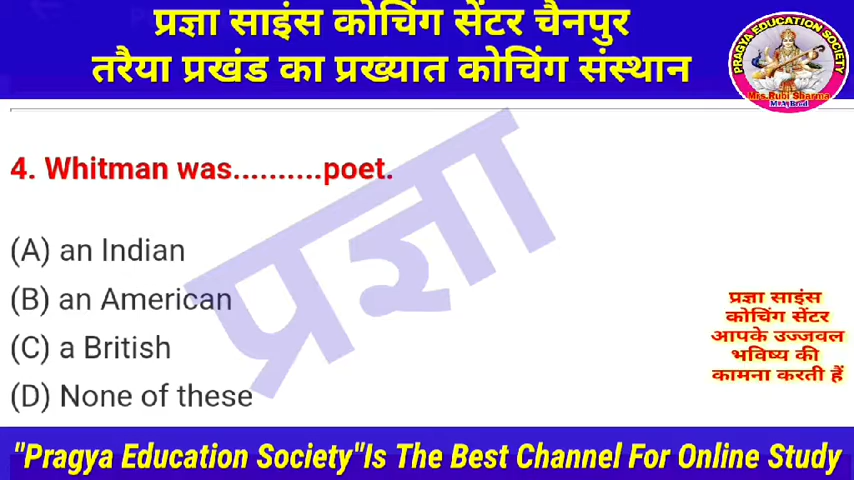 प्रज्ञा साइंस कोचिंग सेंटर चैनपुर
तरैया प्रखंड का प्रख्यात कोचिंग संस्थान
PRAGYA EDUCATION SOCIETY
Mrs.Rubi Sharma
4. Whitman was..........poet.
प्रज्ञा
(A) an Indian
(B) an American
(C) a British
(D) None of these
प्रज्ञा साइंस
कोचिंग सेंटर
आपके उज्जवल
भविष्य की
कामना करती हैं
"Pragya Education Society"Is The Best Channel For Online Study